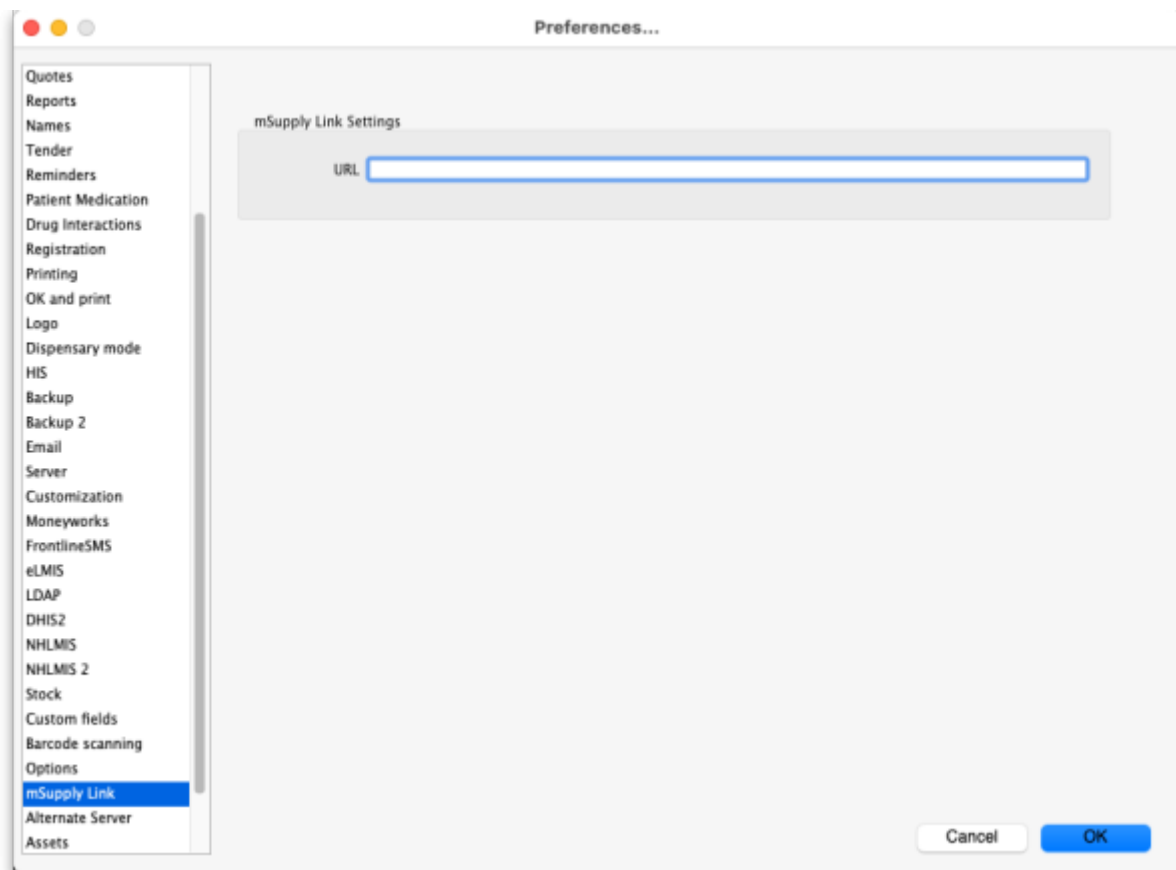 Preferences...
Quotes
Reports
Names
Tender
Reminders
Patient Medication
Drug Interactions
Registration
Printing
OK and print
Logo
Dispensary mode
HIS
Backup
Backup 2
Email
Server
Customization
Moneyworks
FrontlineSMS
eLMIS
LDAP
DHIS2
NHLMIS
NHLMIS 2
Stock
Custom fields
Barcode scanning
Options
mSupply Link
Alternate Server
Assets
mSupply Link Settings
URL
Cancel
OK